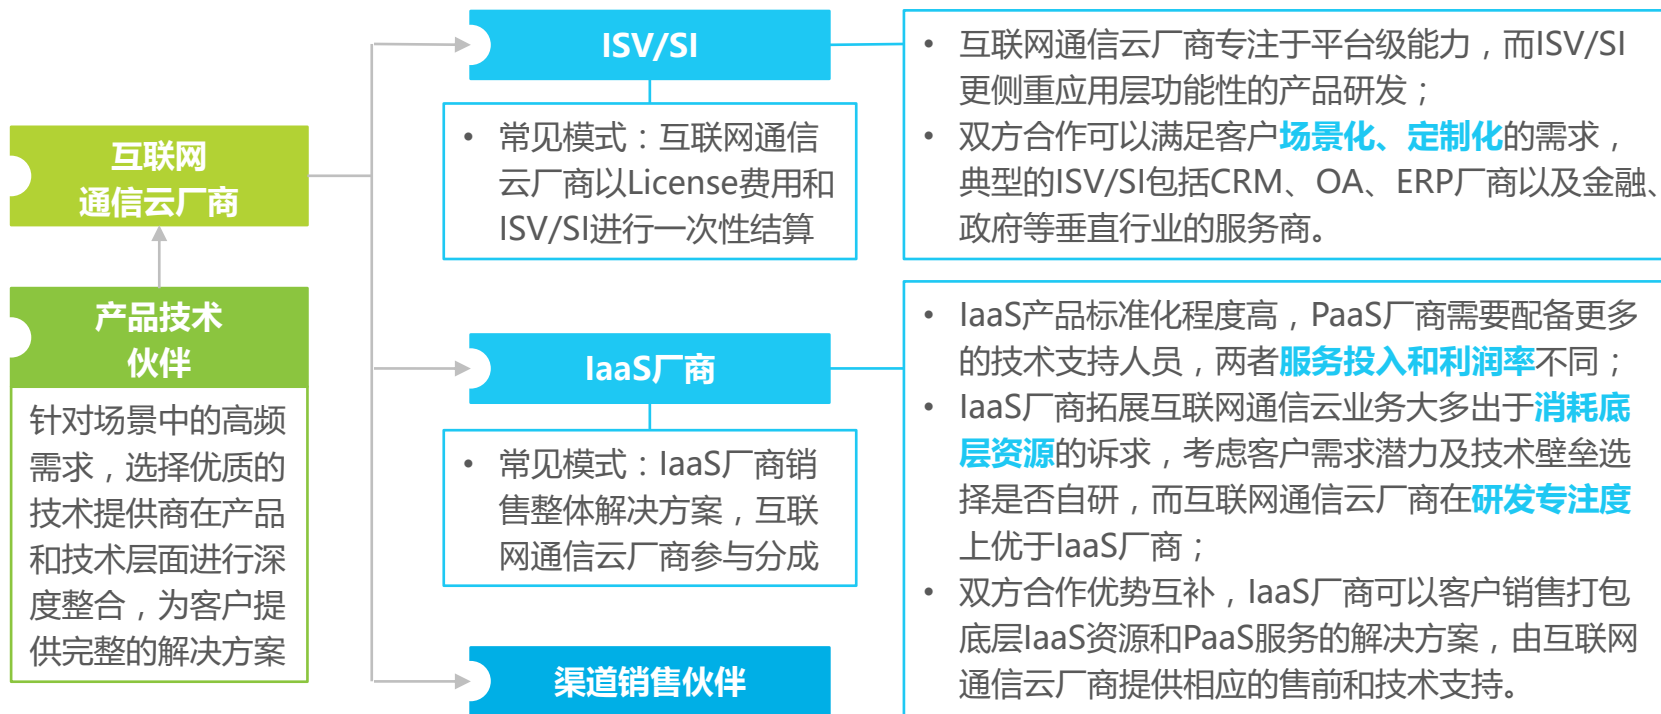 互联网
通信云厂商
产品技术
伙伴
针对场景中的高频
需求，选择优质的
技术提供商在产品
和技术层面进行深
度整合，为客户提
供完整的解决方案
ISV/SI
• 常见模式：互联网通信
云厂商以License费用和
ISV/SI进行一次性结算
• 互联网通信云厂商专注于平台级能力，而ISV/SI
更侧重应用层功能性的产品研发；
• 双方合作可以满足客户场景化、定制化的需求，
典型的ISV/SI包括CRM、OA、ERP厂商以及金融、
政府等垂直行业的服务商。
IaaS厂商
• 常见模式：IaaS厂商销
售整体解决方案，互联
网通信云厂商参与分成
• IaaS产品标准化程度高，PaaS厂商需要配备更多
的技术支持人员，两者服务投入和利润率不同；
• IaaS厂商拓展互联网通信云业务大多出于消耗底
层资源的诉求，考虑客户需求潜力及技术壁垒选
择是否自研，而互联网通信云厂商在研发专注度
上优于IaaS厂商；
• 双方合作优势互补，IaaS厂商可以客户销售打包
底层IaaS资源和PaaS服务的解决方案，由互联网
通信云厂商提供相应的售前和技术支持。
渠道销售伙伴